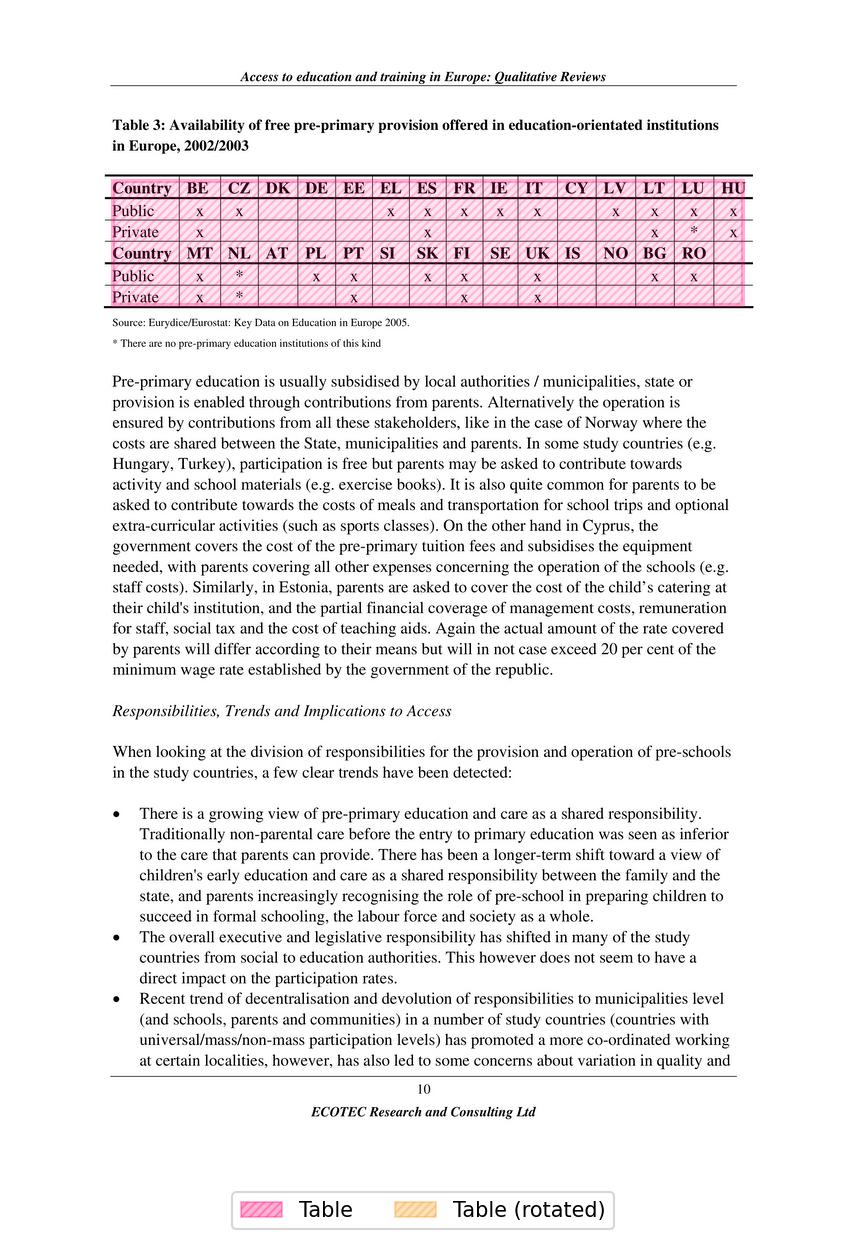 Access to education and training in Europe: Qualitative Reviews
Table 3: Availability of free pre-primary provision offered in education-orientated institutions
in Europe, 2002/2003
Country BE CZ DK DE EE EL ES FR IE IT CY LV LT LU HU
Public x x x x x x x x x x x
Private x x x * x
Country MT NL AT PL PT SI SK FI SE UK IS NO BG RO
Public x * x x x x x x x
Private x * x x x
Source: Eurydice/Eurostat: Key Data on Education in Europe 2005.
* There are no pre-primary education institutions of this kind
Pre-primary education is usually subsidised by local authorities / municipalities, state or
provision is enabled through contributions from parents. Alternatively the operation is
ensured by contributions from all these stakeholders, like in the case of Norway where the
costs are shared between the State, municipalities and parents. In some study countries (e.g.
Hungary, Turkey), participation is free but parents may be asked to contribute towards
activity and school materials (e.g. exercise books). It is also quite common for parents to be
asked to contribute towards the costs of meals and transportation for school trips and optional
extra-curricular activities (such as sports classes). On the other hand in Cyprus, the
government covers the cost of the pre-primary tuition fees and subsidises the equipment
needed, with parents covering all other expenses concerning the operation of the schools (e.g.
staff costs). Similarly, in Estonia, parents are asked to cover the cost of the child’s catering at
their child's institution, and the partial financial coverage of management costs, remuneration
for staff, social tax and the cost of teaching aids. Again the actual amount of the rate covered
by parents will differ according to their means but will in not case exceed 20 per cent of the
minimum wage rate established by the government of the republic.
Responsibilities, Trends and Implications to Access
When looking at the division of responsibilities for the provision and operation of pre-schools
in the study countries, a few clear trends have been detected:
• There is a growing view of pre-primary education and care as a shared responsibility.
Traditionally non-parental care before the entry to primary education was seen as inferior
to the care that parents can provide. There has been a longer-term shift toward a view of
children's early education and care as a shared responsibility between the family and the
state, and parents increasingly recognising the role of pre-school in preparing children to
succeed in formal schooling, the labour force and society as a whole.
• The overall executive and legislative responsibility has shifted in many of the study
countries from social to education authorities. This however does not seem to have a
direct impact on the participation rates.
• Recent trend of decentralisation and devolution of responsibilities to municipalities level
(and schools, parents and communities) in a number of study countries (countries with
universal/mass/non-mass participation levels) has promoted a more co-ordinated working
at certain localities, however, has also led to some concerns about variation in quality and
10
ECOTEC Research and Consulting Ltd
Table Table (rotated)